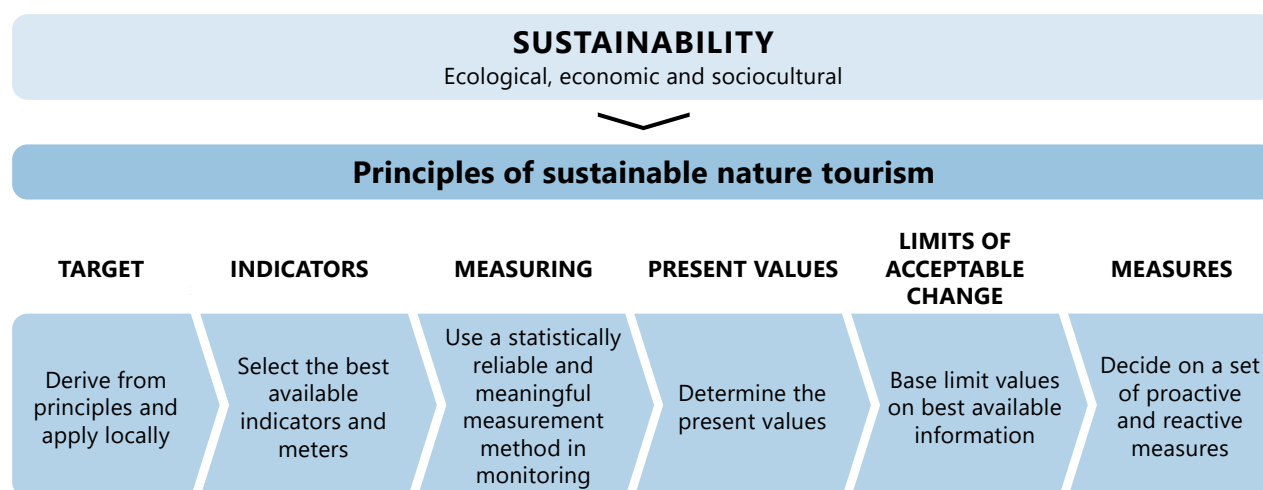 SUSTAINABILITY
Ecological, economic and sociocultural
Principles of sustainable nature tourism
TARGET
INDICATORS
MEASURING
PRESENT VALUES
LIMITS OF
ACCEPTABLE
CHANGE
MEASURES
Derive from
principles and
apply locally
Select the best
available
indicators and
meters
Use a statistically
reliable and
meaningful
measurement
method in
monitoring
Determine the
present values
Base limit values
on best available
information
Decide on a set
of proactive
and reactive
measures